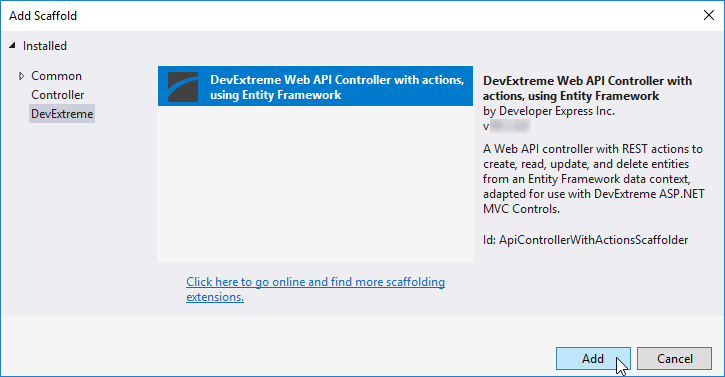 Add Scaffold
Installed
Common
Controller
DevExtreme
DevExtreme Web API Controller with actions,
using Entity Framework
DevExtreme Web API Controller with
actions, using Entity Framework
by Developer Express Inc.
v
A Web API controller with REST actions to
create, read, update, and delete entities
from an Entity Framework data context,
adapted for use with DevExtreme ASP.NET
MVC Controls.
Id: ApiControllerWithActionsScaffolder
Click here to go online and find more scaffolding
extensions.
Add
Cancel